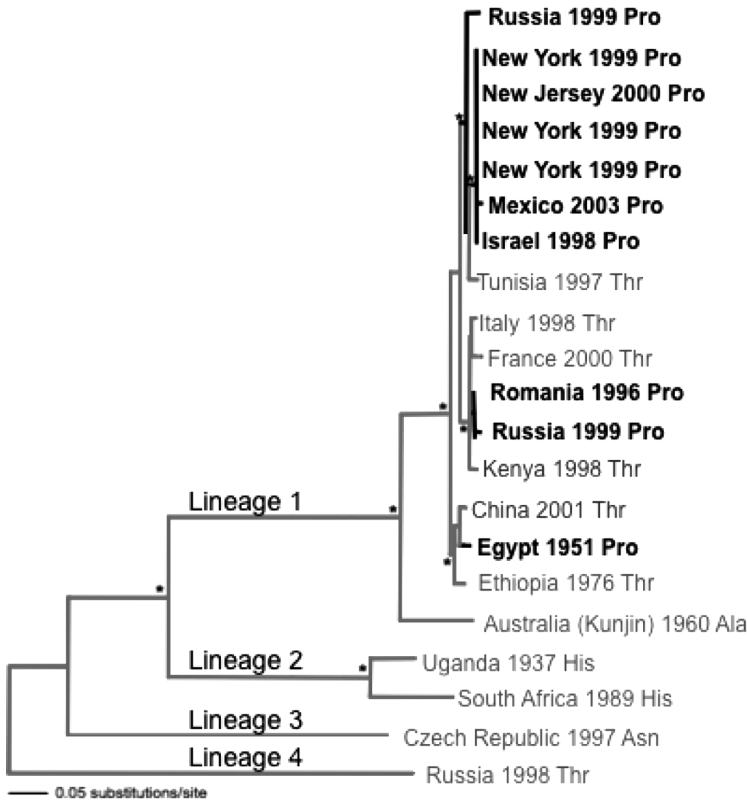 Russia 1999 Pro
New York 1999 Pro
New Jersey 2000 Pro
New York 1999 Pro
New York 1999 Pro
Mexico 2003 Pro
Israel 1998 Pro
Tunisia 1997 Thr
Italy 1998 Thr
France 2000 Thr
Romania 1996 Pro
Russia 1999 Pro
Kenya 1998 Thr
Lineage 1
China 2001 Thr
Egypt 1951 Pro
Ethiopia 1976 Thr
Australia (Kunjin) 1960 Ala
Lineage 2
Uganda 1937 His
South Africa 1989 His
Lineage 3
Czech Republic 1997 Asn
Lineage 4
Russia 1998 Thr
0.05 substitutions/site